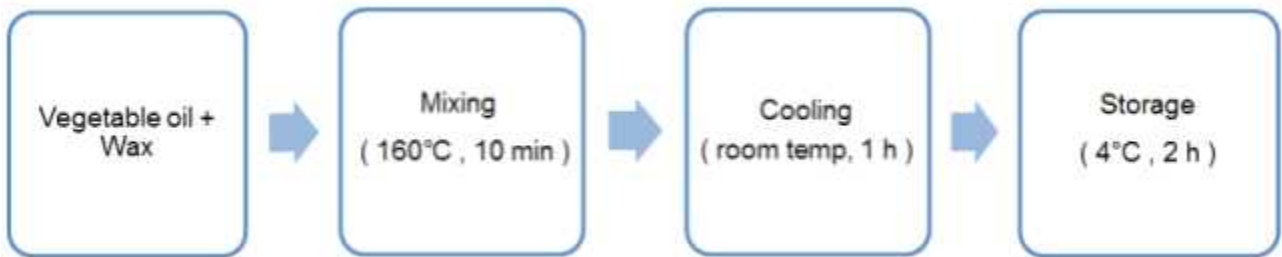 Vegetable oil +
Wax
Mixing
( 160°C , 10 min )
Cooling
( room temp, 1 h )
Storage
( 4°C , 2 h )